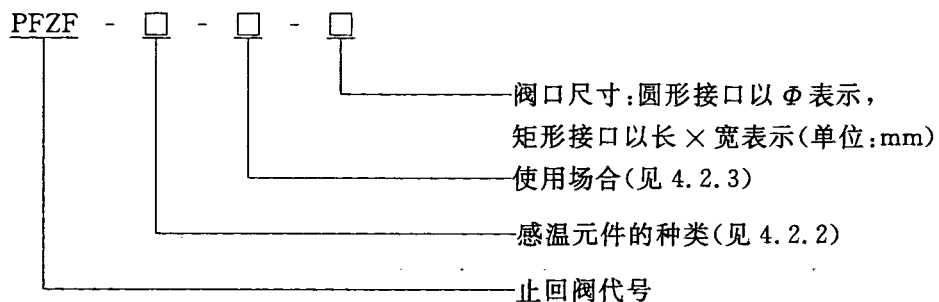 PFZF - □ - □ - □
阀口尺寸:圆形接口以 Φ 表示,
矩形接口以长 × 宽表示(单位:mm)
使用场合(见 4.2.3)
感温元件的种类(见 4.2.2)
止回阀代号